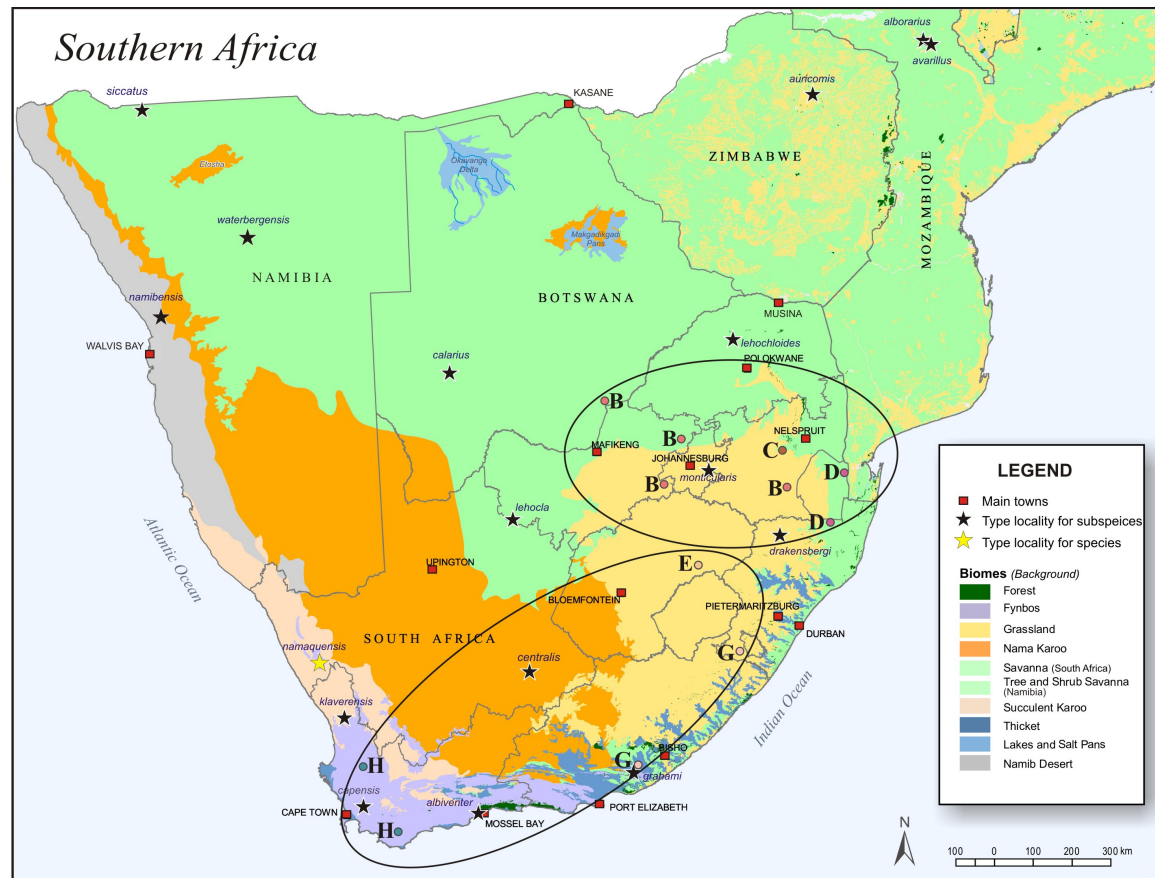 Southern Africa
alborarius
avarillus
siccatus
KASANE
auricomis
Etosha
Okavango
Delta
ZIMBABWE
MOZAMBIQUE
waterbergensis
Makgadikgadi
Pans
NAMIBIA
BOTSWANA
namibensis
MUSINA
WALVIS BAY
lehochloides
calarius
POLOKWANE
B
B
NELSPRUIT
MAFIKENG
C
JOHANNESBURG
monticularis
D
B
B
lehocla
D
drakensbergi
Atlantic Ocean
UPINGTON
E
BLOEMFONTEIN
PIETERMARITZBURG
DURBAN
SOUTH AFRICA
namaquensis
centralis
G
Indian Ocean
klaverensis
BISHO
H
G
grahami
capensis
albiventer
CAPE TOWN
MOSSEL BAY
PORT ELIZABETH
H
LEGEND
Main towns
Type locality for subspeices
Type locality for species
Biomes (Background)
Forest
Fynbos
Grassland
Nama Karoo
Savanna (South Africa)
Tree and Shrub Savanna
(Namibia)
Succulent Karoo
Thicket
Lakes and Salt Pans
Namib Desert
N
100 0 100 200 300 km